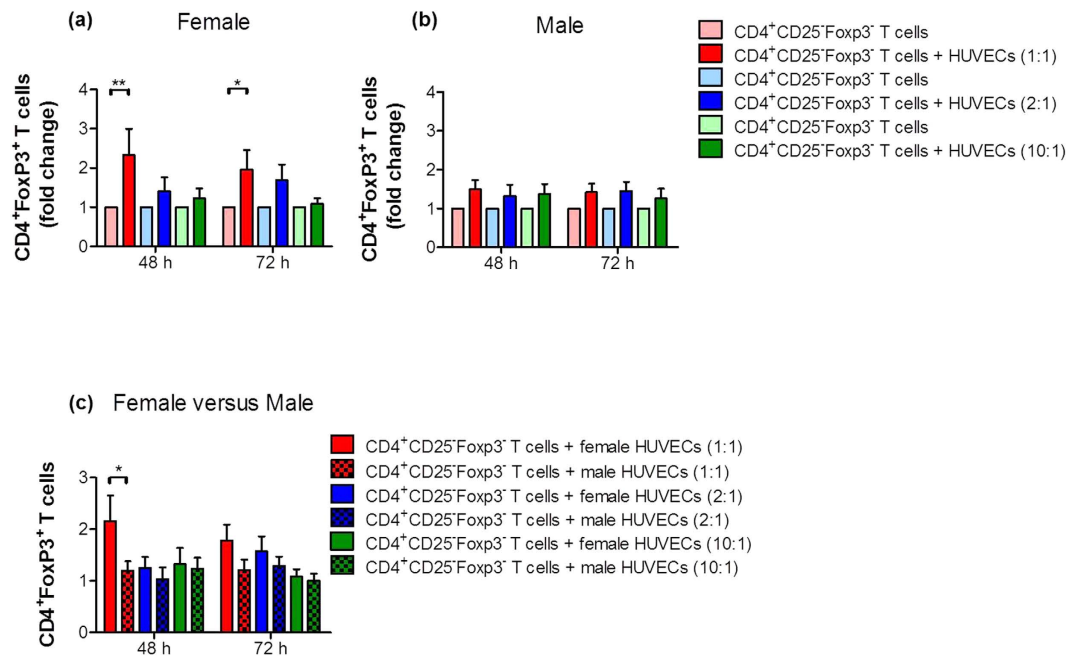 (a) Female
CD4⁺FoxP3⁺ T cells
(fold change)
4
3
2
1
0
**
*
48 h
72 h
(b) Male
CD4⁺FoxP3⁺ T cells
(fold change)
4
3
2
1
0
48 h
72 h
CD4⁺CD25⁻Foxp3⁻ T cells
CD4⁺CD25⁻Foxp3⁻ T cells + HUVECs (1:1)
CD4⁺CD25⁻Foxp3⁻ T cells
CD4⁺CD25⁻Foxp3⁻ T cells + HUVECs (2:1)
CD4⁺CD25⁻Foxp3⁻ T cells
CD4⁺CD25⁻Foxp3⁻ T cells + HUVECs (10:1)
(c) Female versus Male
CD4⁺FoxP3⁺ T cells
3
2
1
0
*
48 h
72 h
CD4⁺CD25⁻Foxp3⁻ T cells + female HUVECs (1:1)
CD4⁺CD25⁻Foxp3⁻ T cells + male HUVECs (1:1)
CD4⁺CD25⁻Foxp3⁻ T cells + female HUVECs (2:1)
CD4⁺CD25⁻Foxp3⁻ T cells + male HUVECs (2:1)
CD4⁺CD25⁻Foxp3⁻ T cells + female HUVECs (10:1)
CD4⁺CD25⁻Foxp3⁻ T cells + male HUVECs (10:1)